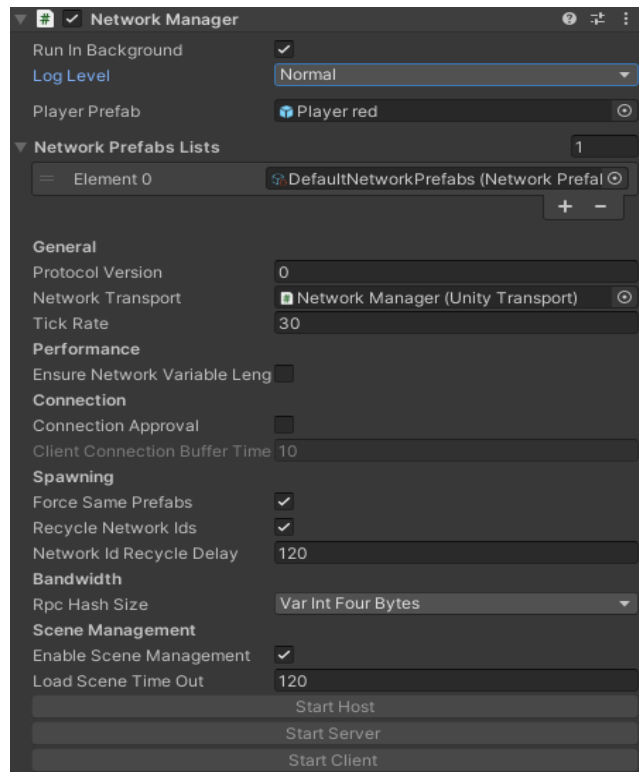 Network Manager
Run In Background
Log Level Normal
Player Prefab Player red
Network Prefabs Lists 1
Element 0 DefaultNetworkPrefabs (Network Prefal
General
Protocol Version 0
Network Transport Network Manager (Unity Transport)
Tick Rate 30
Performance
Ensure Network Variable Leng
Connection
Connection Approval
Client Connection Buffer Time 10
Spawning
Force Same Prefabs
Recycle Network Ids
Network Id Recycle Delay 120
Bandwidth
Rpc Hash Size Var Int Four Bytes
Scene Management
Enable Scene Management
Load Scene Time Out 120
Start Host
Start Server
Start Client